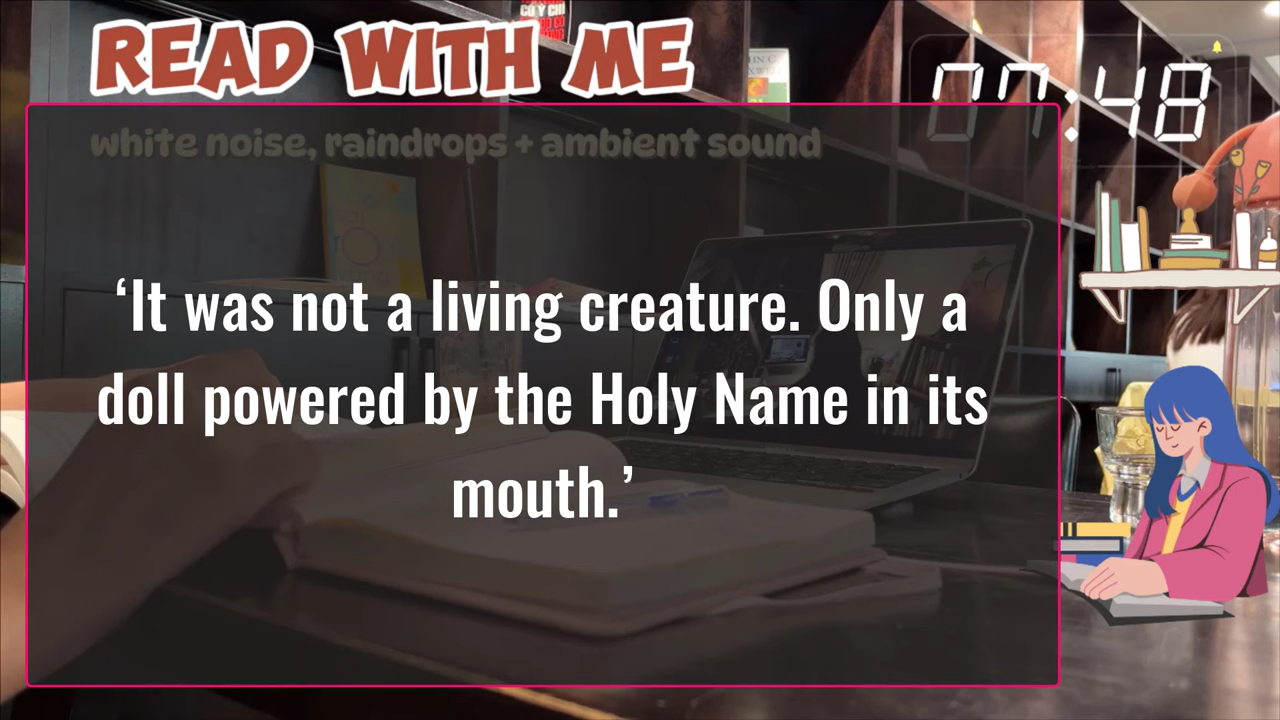 READ WITH ME
07:48
white noise, raindrops + ambient sound
‘It was not a living creature. Only a
doll powered by the Holy Name in its
mouth.’